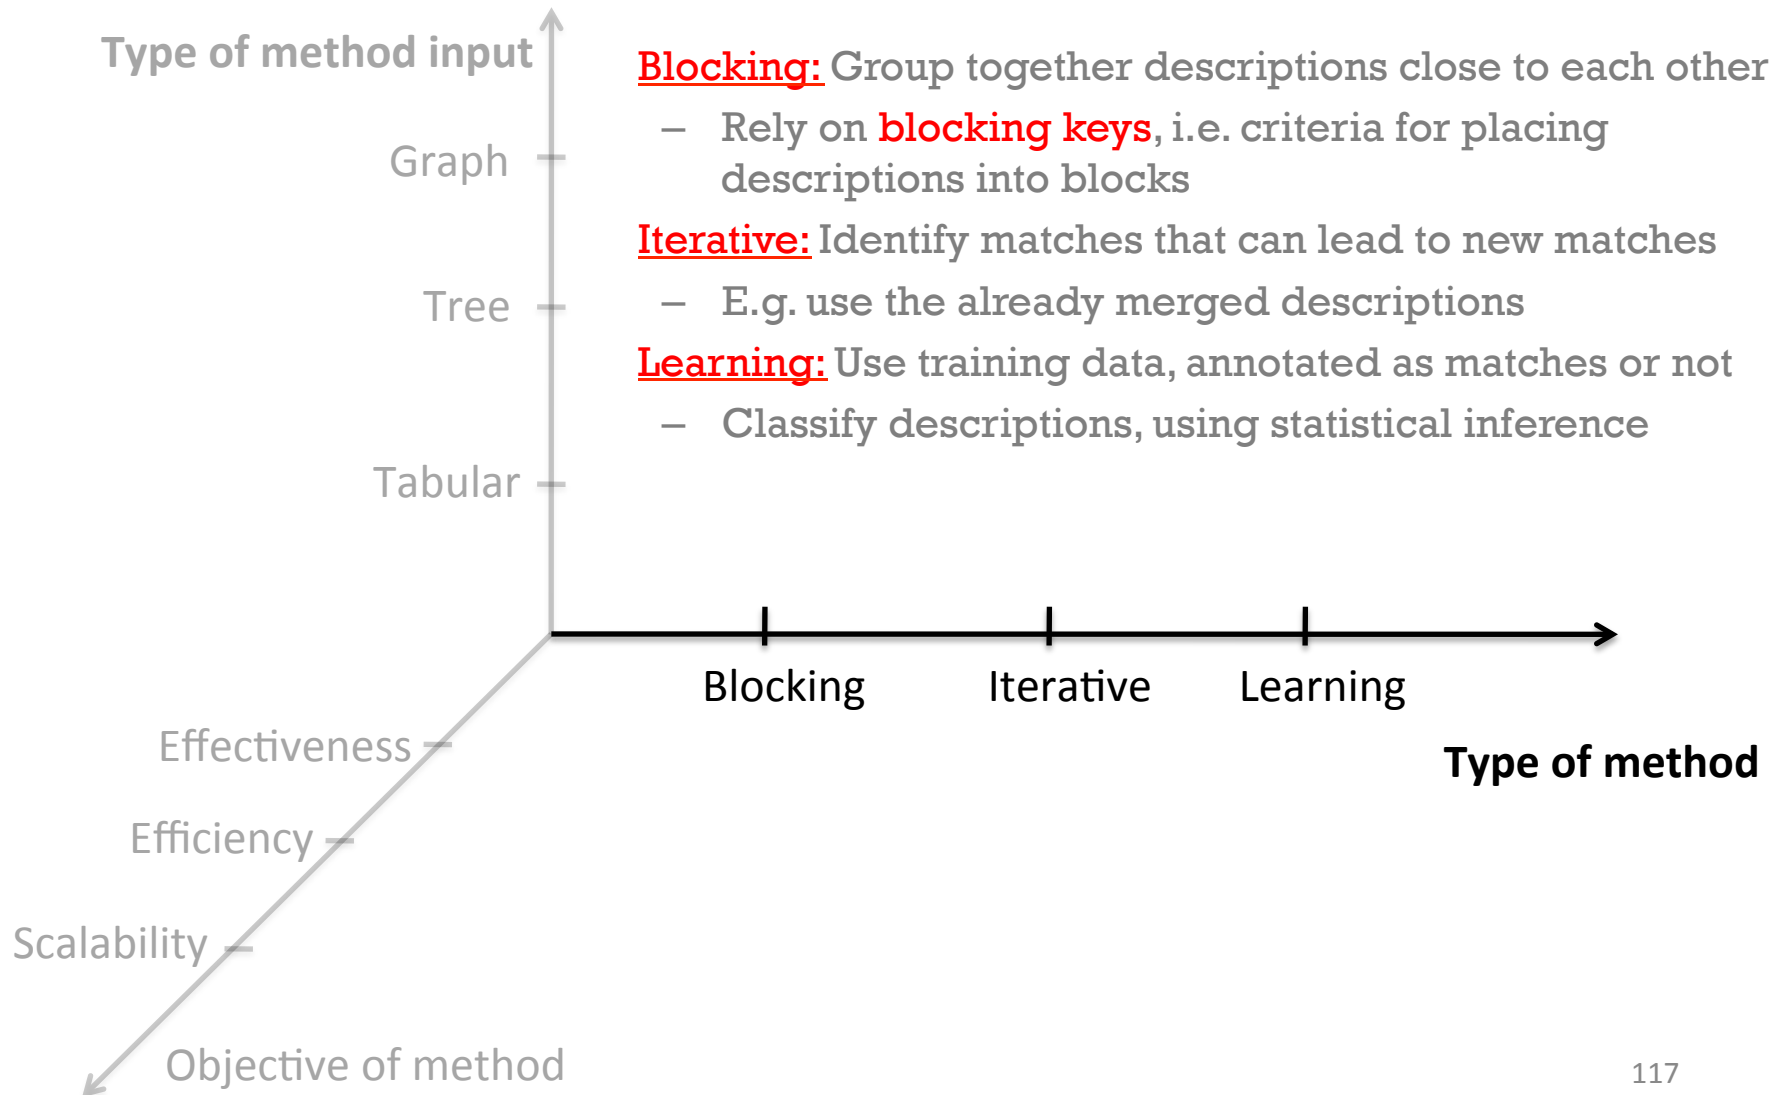 Type of method input
Blocking: Group together descriptions close to each other
– Rely on blocking keys, i.e. criteria for placing
descriptions into blocks
Iterative: Identify matches that can lead to new matches
– E.g. use the already merged descriptions
Learning: Use training data, annotated as matches or not
– Classify descriptions, using statistical inference
Graph
Tree
Tabular
Blocking
Iterative
Learning
Type of method
Effectiveness
Efficiency
Scalability
Objective of method
117